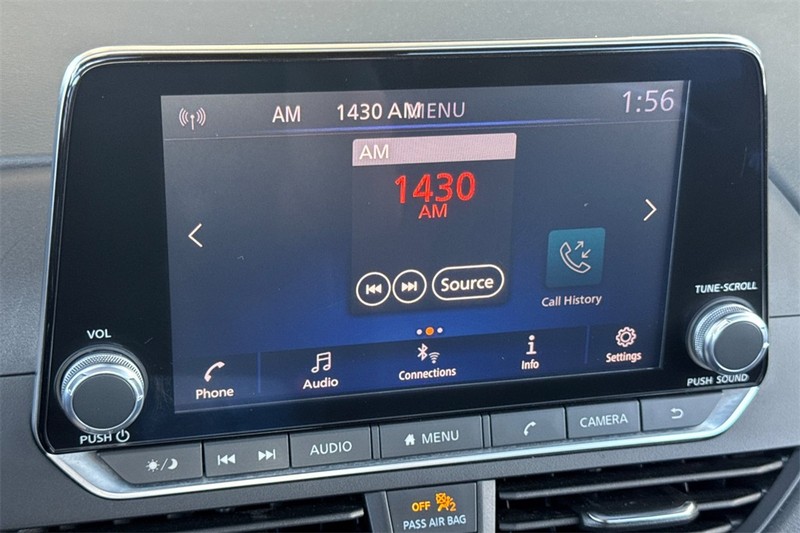 AM 1430 AM MENU 1:56
AM
1430
AM
Source
Call History
Phone Audio Connections Info Settings
VOL
PUSH
TUNE·SCROLL
PUSH SOUND
AUDIO MENU CAMERA
OFF 2
PASS AIR BAG